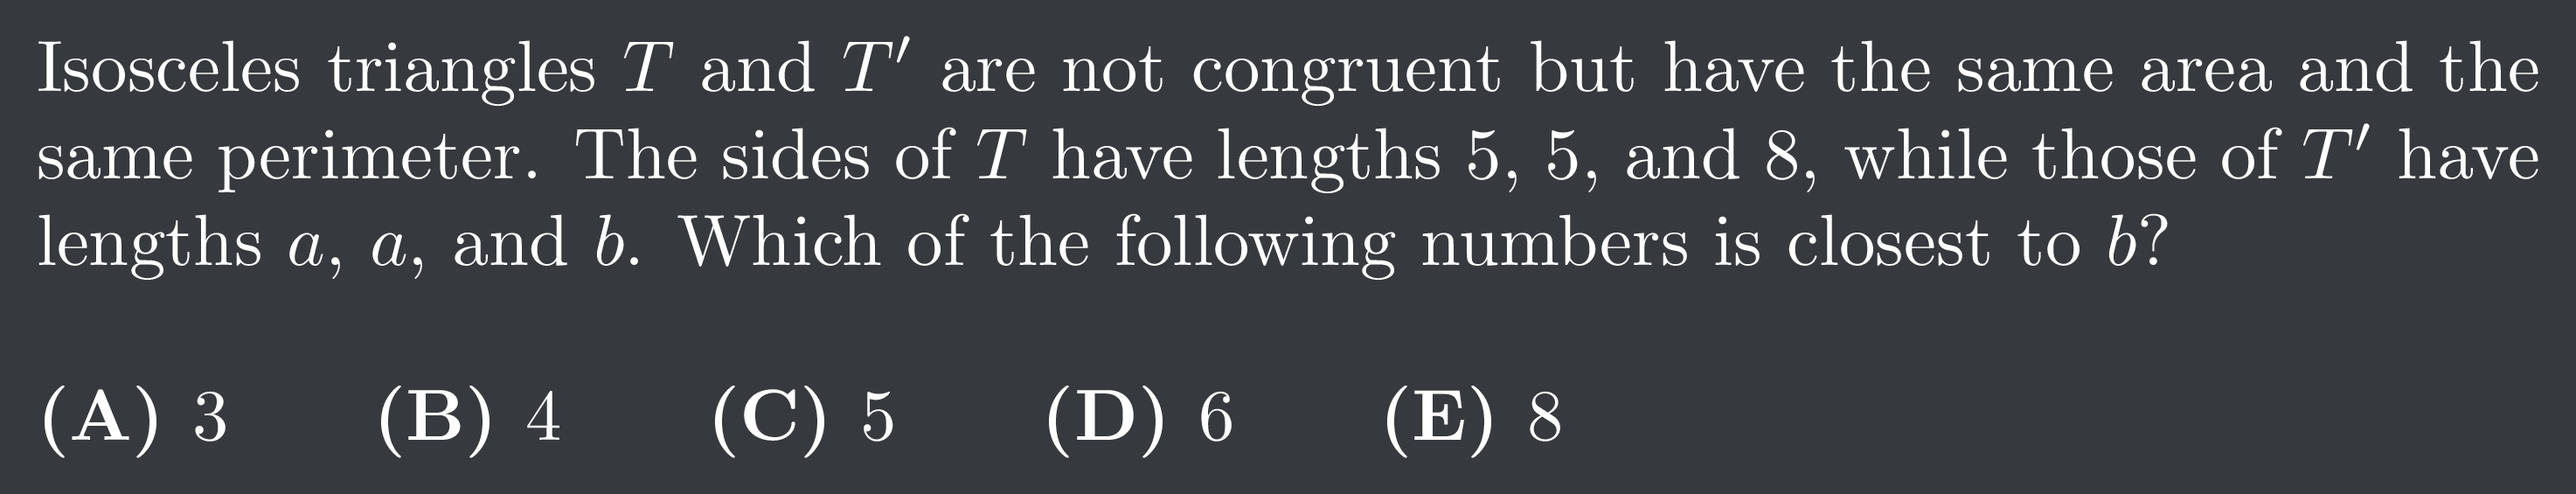 Isosceles triangles T and T′ are not congruent but have the same area and the
same perimeter. The sides of T have lengths 5, 5, and 8, while those of T′ have
lengths a, a, and b. Which of the following numbers is closest to b?
(A) 3 (B) 4 (C) 5 (D) 6 (E) 8